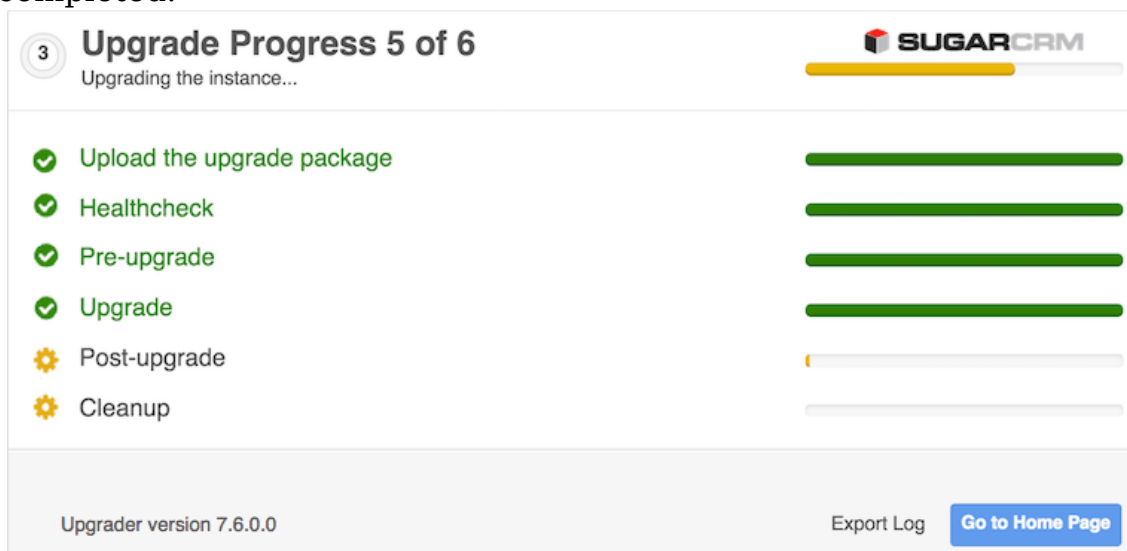 completed.
3
Upgrade Progress 5 of 6
SUGARCRM
Upgrading the instance...
Upload the upgrade package
Healthcheck
Pre-upgrade
Upgrade
Post-upgrade
Cleanup
Upgrader version 7.6.0.0
Export Log
Go to Home Page